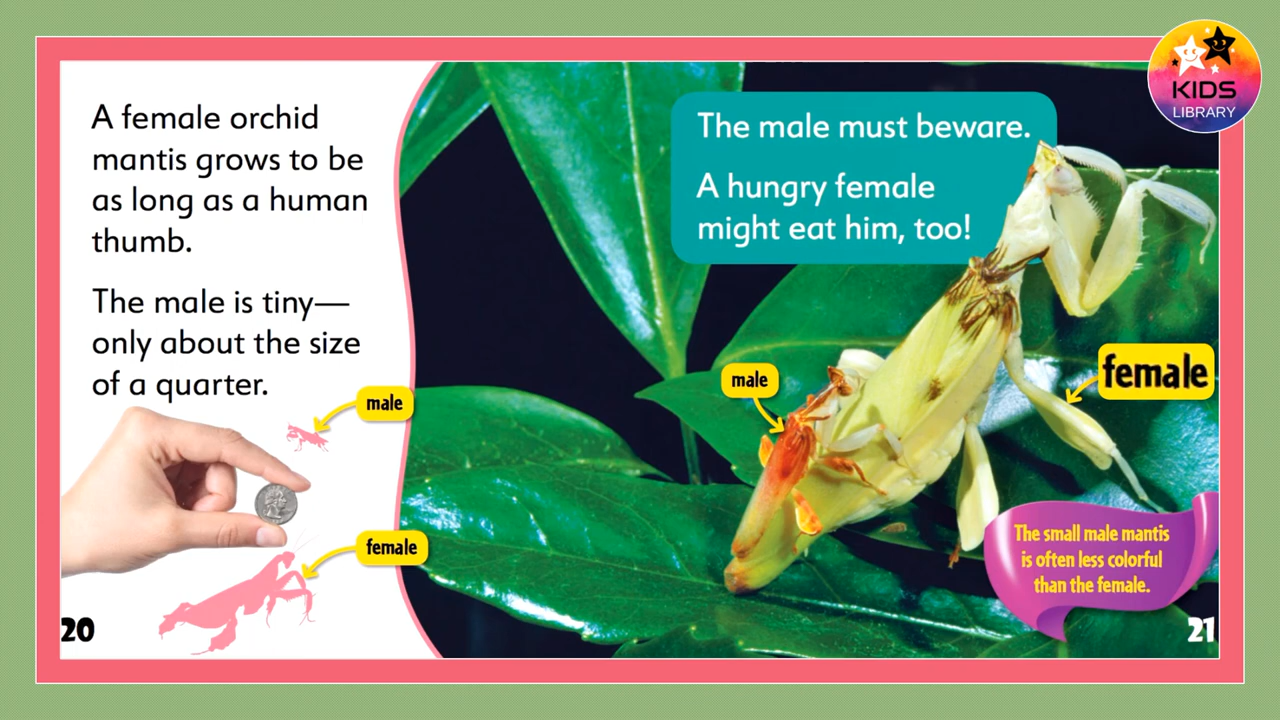 A female orchid
mantis grows to be
as long as a human
thumb.
The male is tiny—
only about the size
of a quarter.
male
female
20
The male must beware.
A hungry female
might eat him, too!
male
female
The small male mantis
is often less colorful
than the female.
21
KIDS
LIBRARY